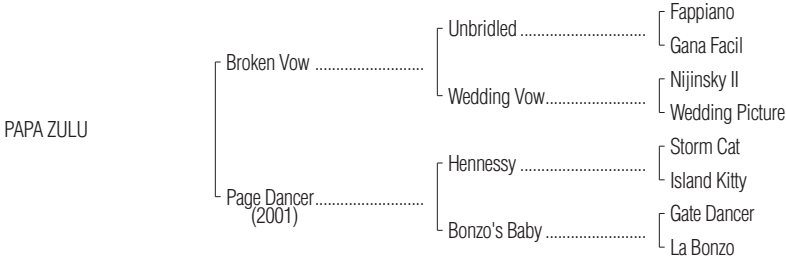 Fappiano
Unbridled ..............................
Gana Facil
Broken Vow ..........................
Nijinsky II
Wedding Vow........................
Wedding Picture
PAPA ZULU
Storm Cat
Hennessy ..............................
Island Kitty
Page Dancer..........................
(2001)
Gate Dancer
Bonzo's Baby ........................
La Bonzo